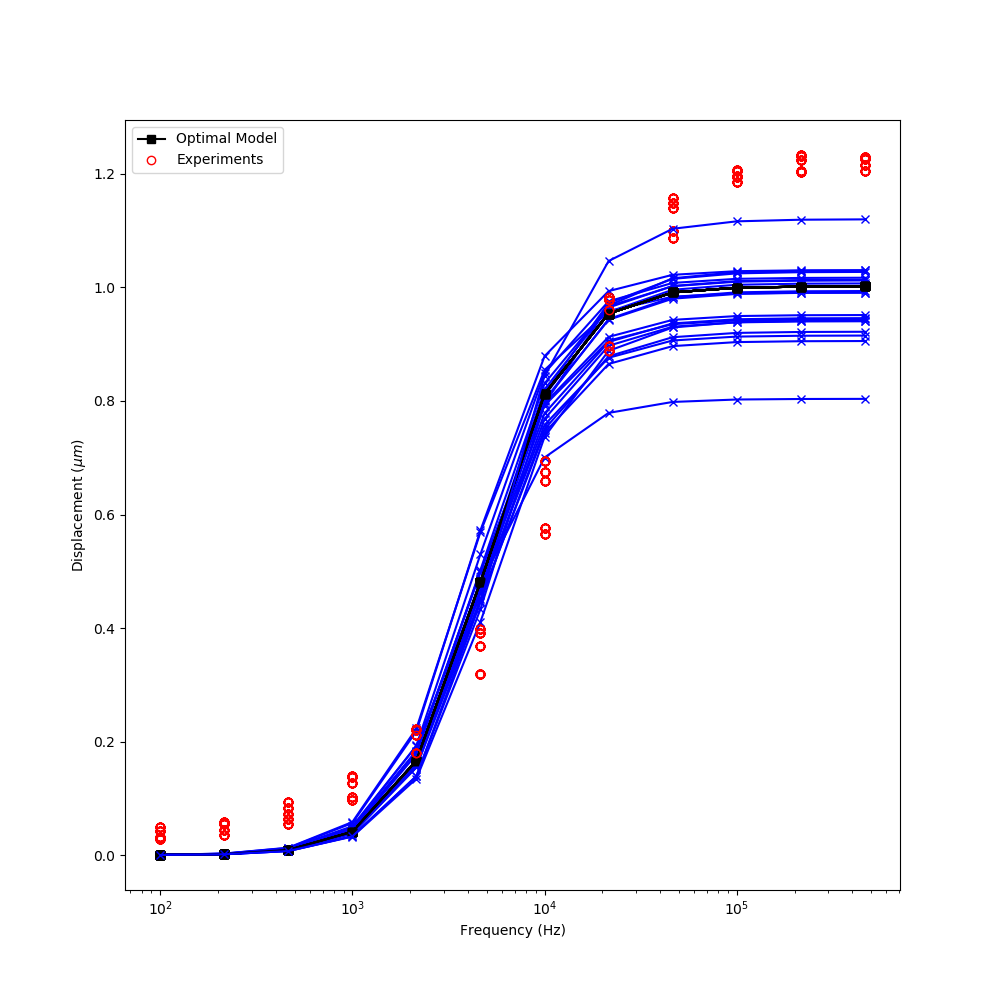 Optimal Model
Experiments
1.2
1.0
0.8
0.6
0.4
0.2
0.0
Displacement (μm)
10²
10³
10⁴
10⁵
Frequency (Hz)